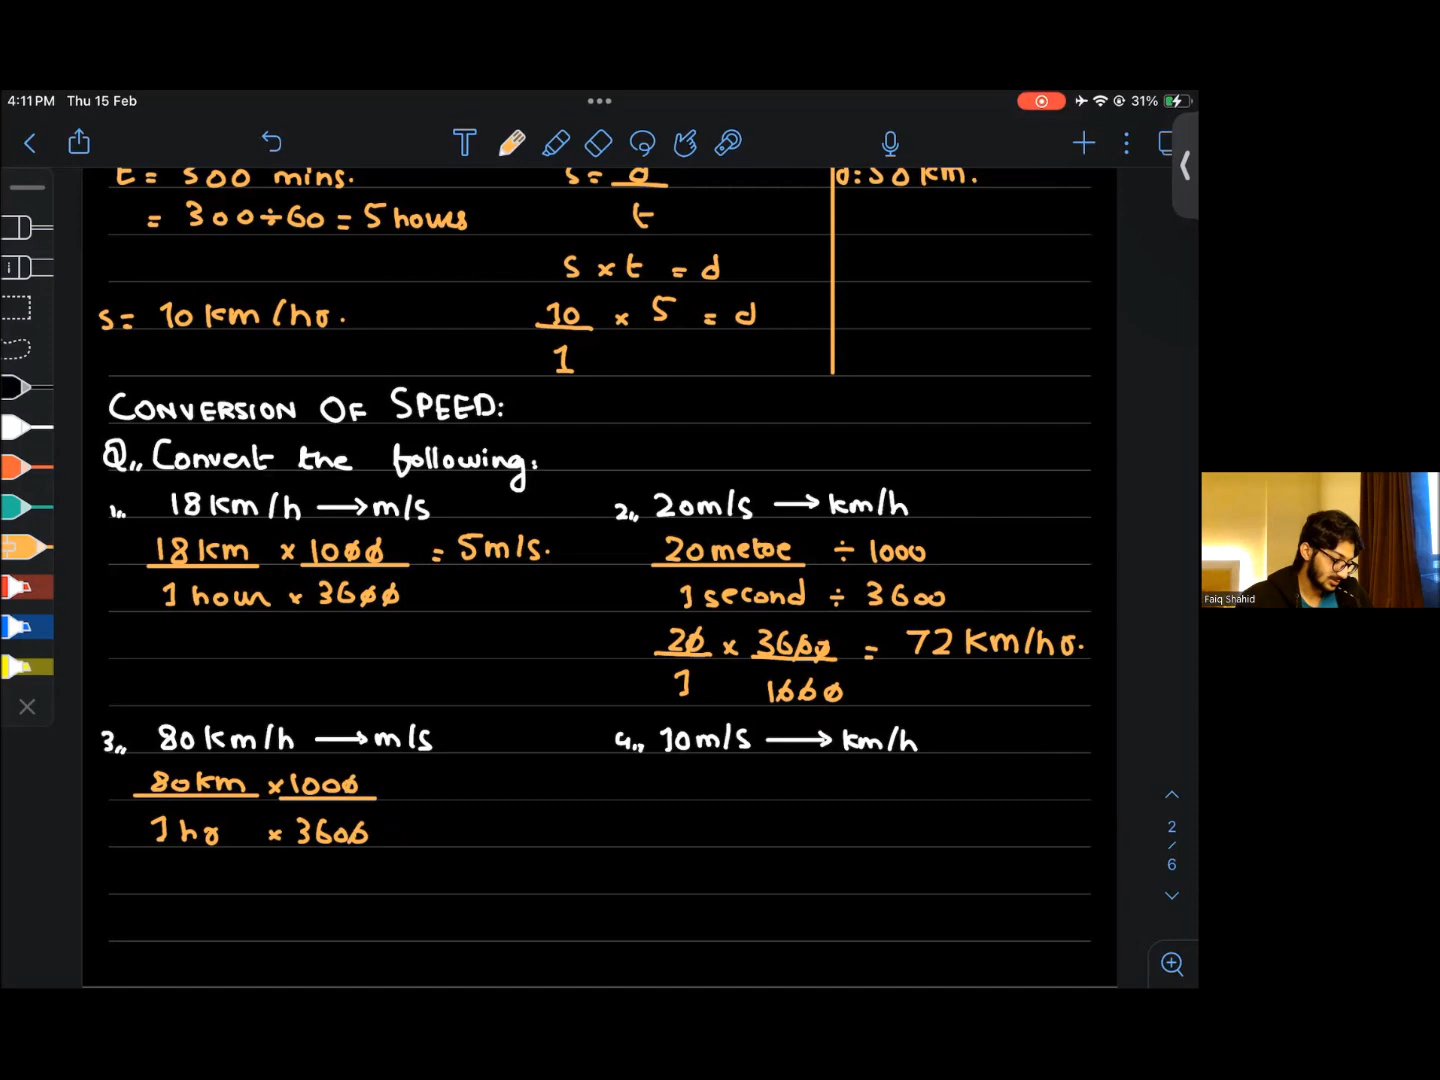 4:11 PM Thu 15 Feb
31%
t = 300 mins.
= 300 ÷ 60 = 5 hours
s = d
t
d: 50 km.
s × t = d
s = 10 km/hr.
10 × 5 = d
1
CONVERSION OF SPEED:
Q,, Convert the following:
1,, 18 km/h → m/s
18 km × 1000 = 5 m/s.
1 hour × 3600
2,, 20 m/s → km/h
20 metre ÷ 1000
1 second ÷ 3600
20 × 3600 = 72 km/hr.
1 1000
3,, 80 km/h → m/s
80 km × 1000
1 hr × 3600
4,, 10 m/s → km/h
2
/
6
Faiq Shahid